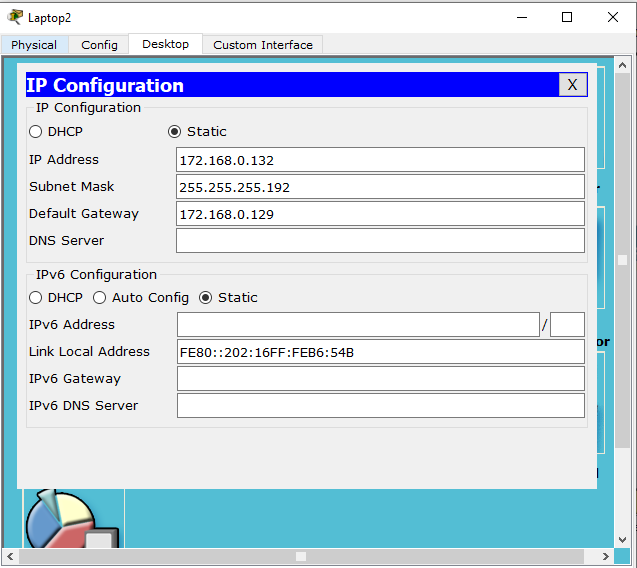 Laptop2
Physical Config Desktop Custom Interface
IP Configuration X
IP Configuration
DHCP Static
IP Address 172.168.0.132
Subnet Mask 255.255.255.192
Default Gateway 172.168.0.129
DNS Server
IPv6 Configuration
DHCP Auto Config Static
IPv6 Address /
Link Local Address FE80::202:16FF:FEB6:54B
IPv6 Gateway
IPv6 DNS Server
or